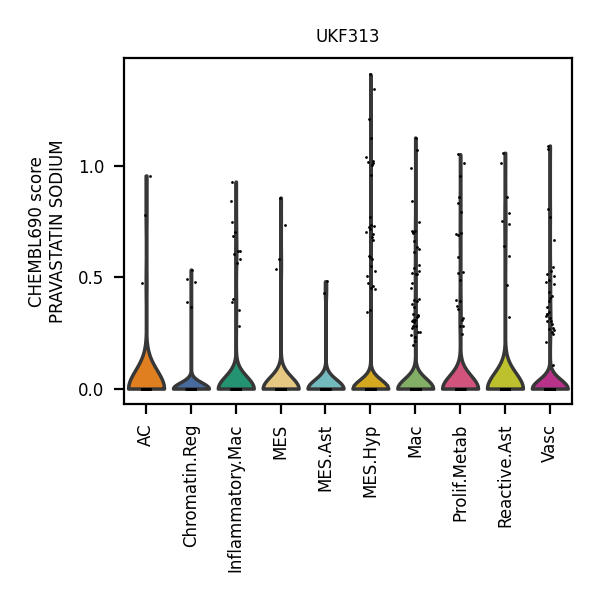 UKF313
CHEMBL690 score
PRAVASTATIN SODIUM
1.0
0.5
0.0
AC
Chromatin.Reg
Inflammatory.Mac
MES
MES.Ast
MES.Hyp
Mac
Prolif.Metab
Reactive.Ast
Vasc